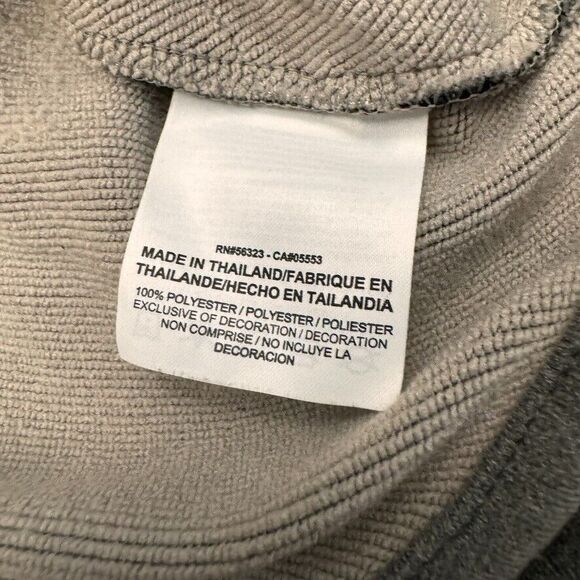 RN#56323 - CA#05553
MADE IN THAILAND/FABRIQUE EN
THAILANDE/HECHO EN TAILANDIA
100% POLYESTER / POLYESTER / POLIESTER
EXCLUSIVE OF DECORATION / DECORATION
NON COMPRISE / NO INCLUYE LA
DECORACION